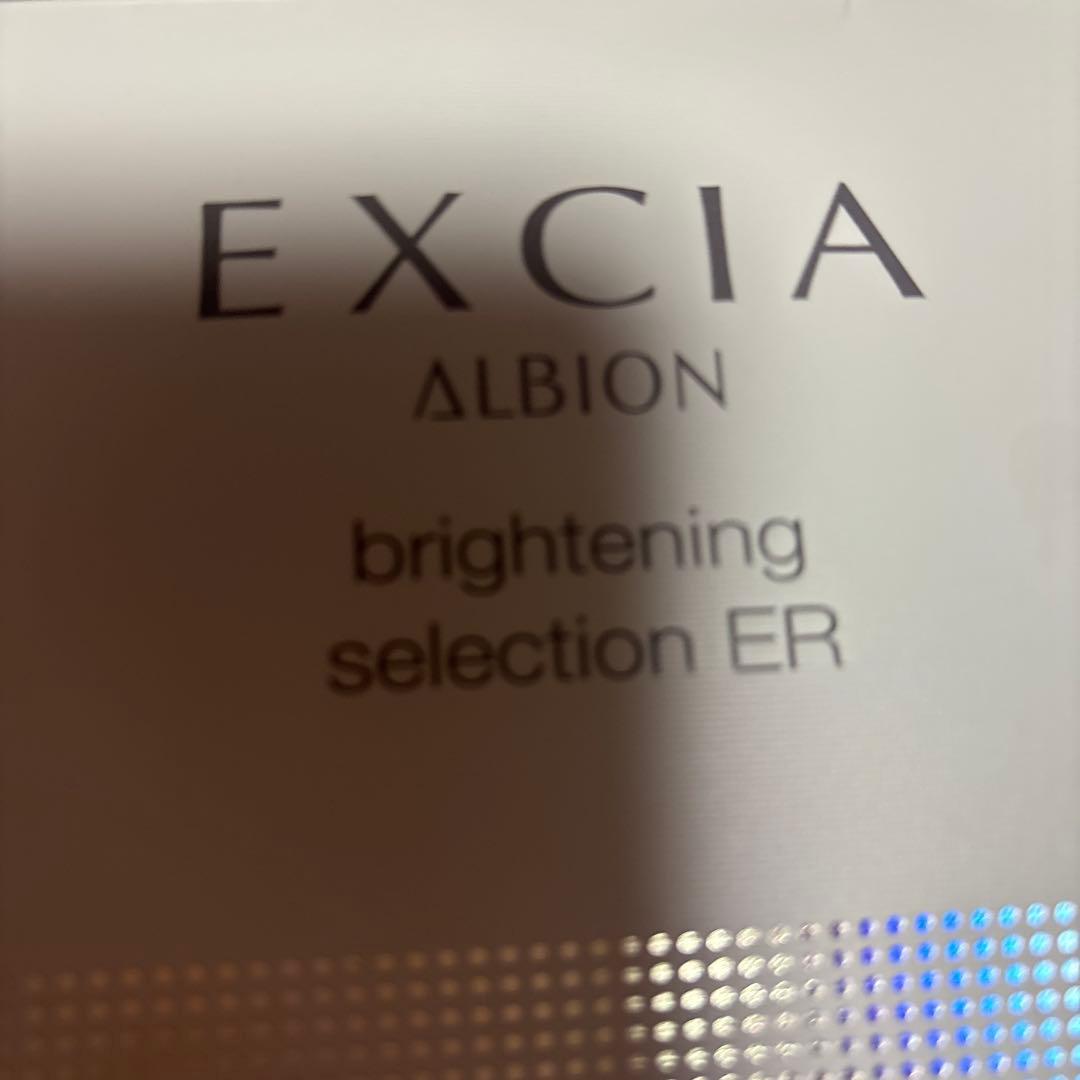 EXCIA
ALBION
brightening
selection ER